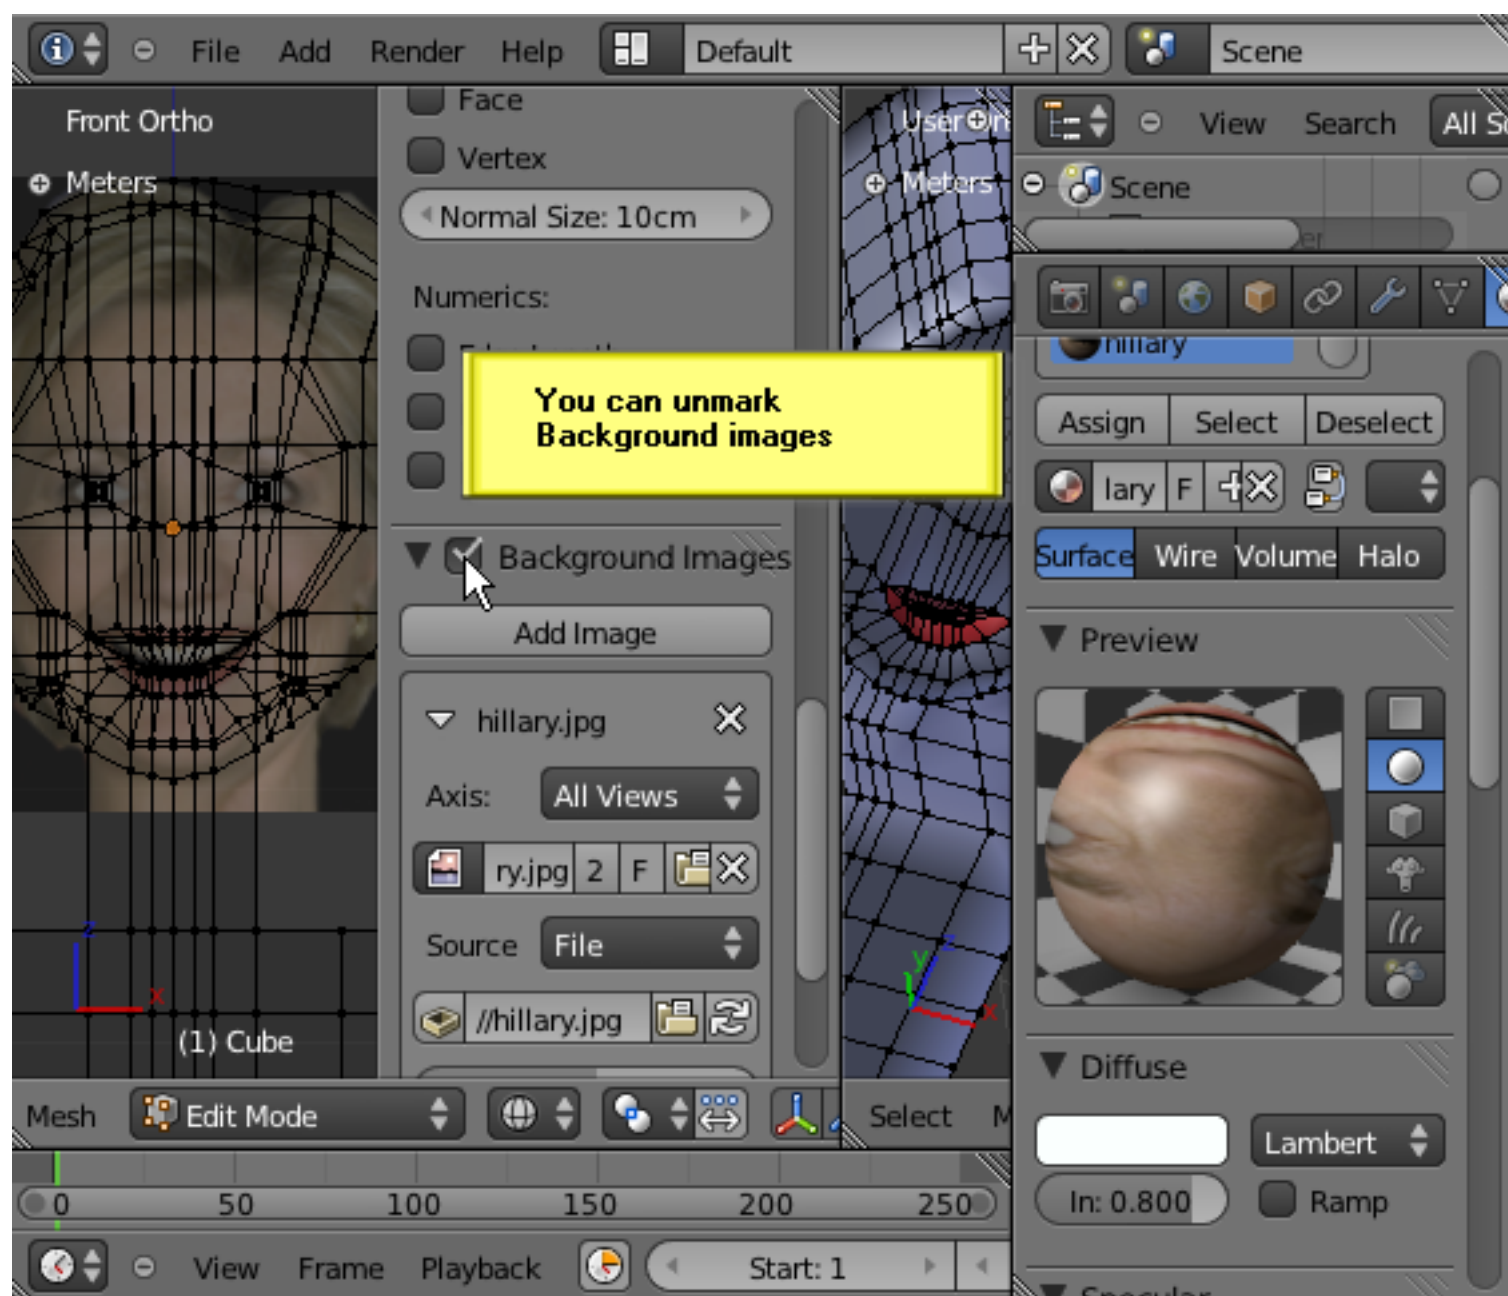 File Add Render Help Default Scene
Front Ortho
Meters
Face
Vertex
Normal Size: 10cm
Numerics:
You can unmark
Background images
Background Images
Add Image
hillary.jpg
Axis: All Views
ry.jpg 2 F
Source File
//hillary.jpg
z
x
(1) Cube
Mesh Edit Mode
User
Meters
y z
x
Select M
0 50 100 150 200 250
View Frame Playback Start: 1
View Search All
Scene
hillary
Assign Select Deselect
lary F
Surface Wire Volume Halo
Preview
Diffuse
Lambert
In: 0.800 Ramp